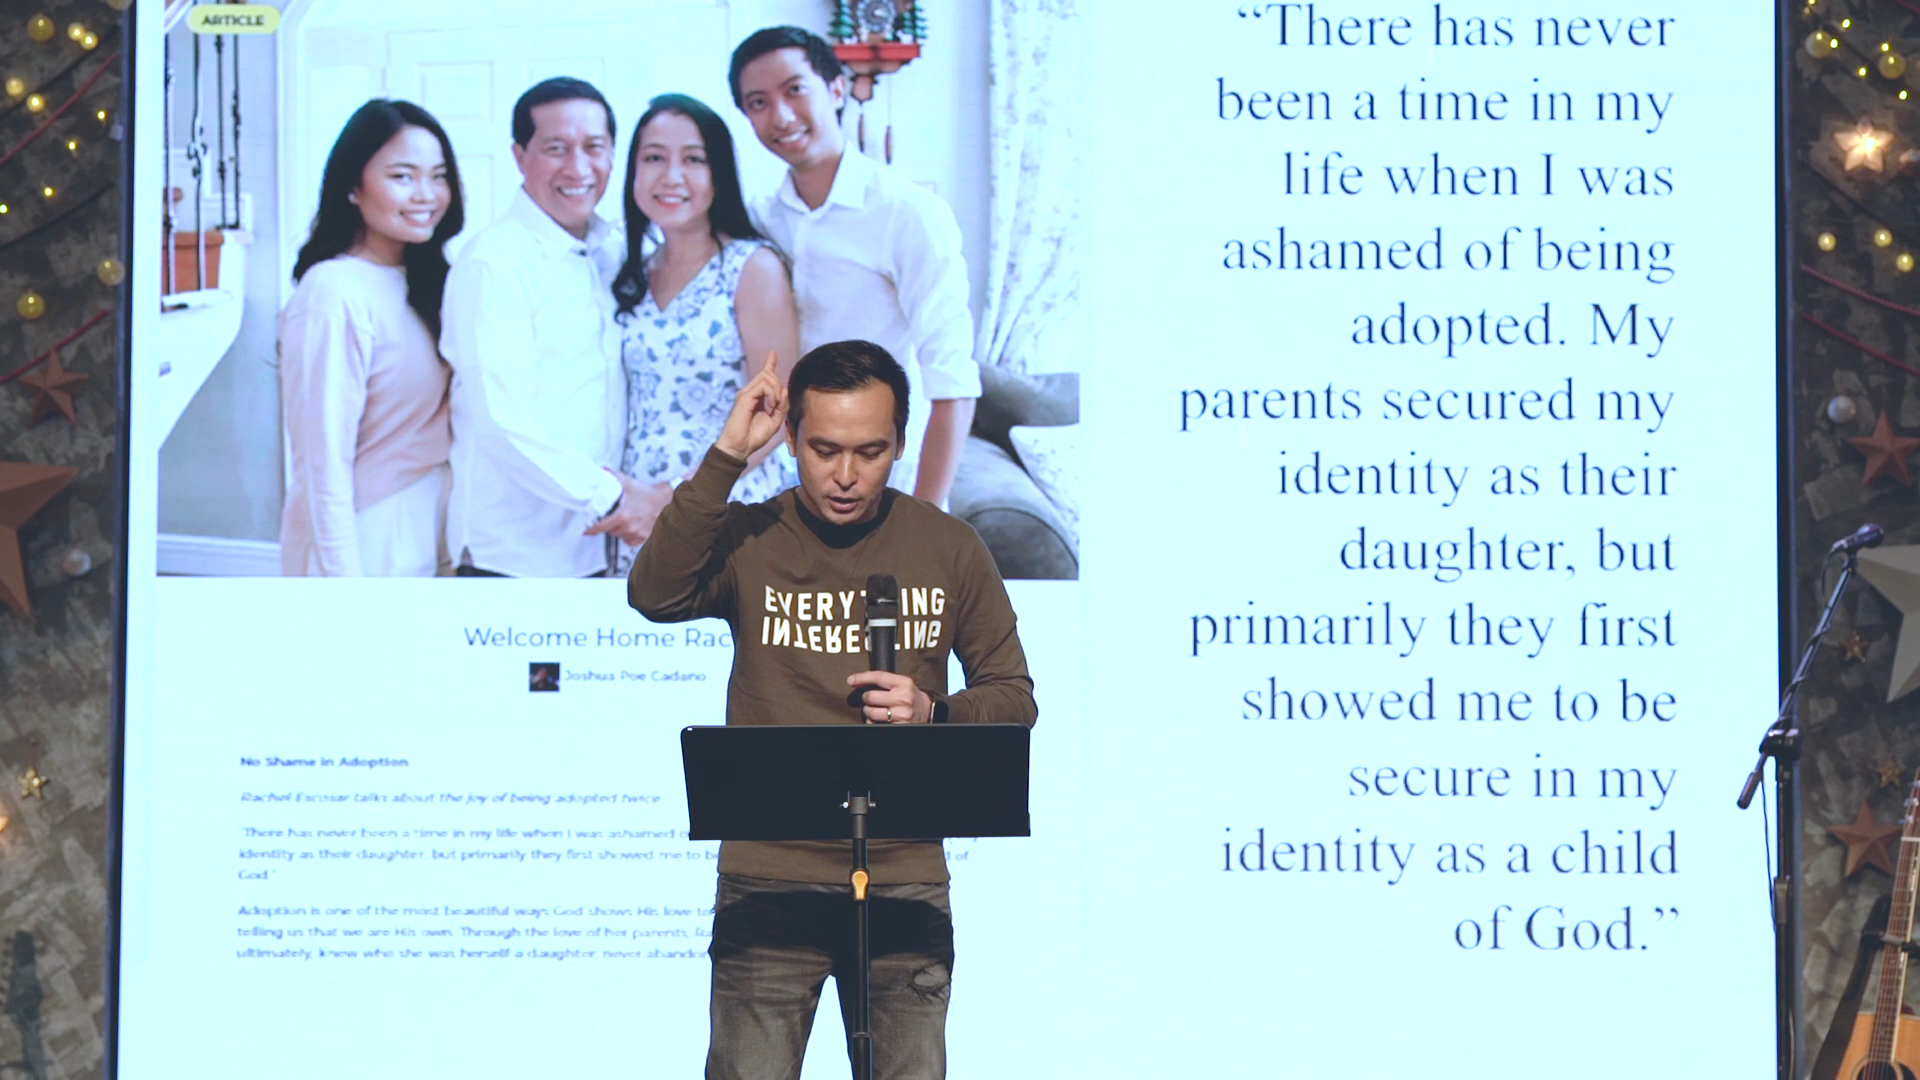 ARTICLE
Welcome Home Rac
Joshua Poe Cadano
No Shame in Adoption
Rachel Escosar talks about the joy of being adopted twice
"There has never been a time in my life when I was ashamed
identity as their daughter, but primarily they first showed me to be
of
God."
Adoption is one of the most beautiful ways God shows His love to
telling us that we are His own. Through the love of her parents,
ultimately, knew who she was herself a daughter, never abandon
“There has never
been a time in my
life when I was
ashamed of being
adopted. My
parents secured my
identity as their
daughter, but
primarily they first
showed me to be
secure in my
identity as a child
of God.”
EVERYTHING
INTERESTING